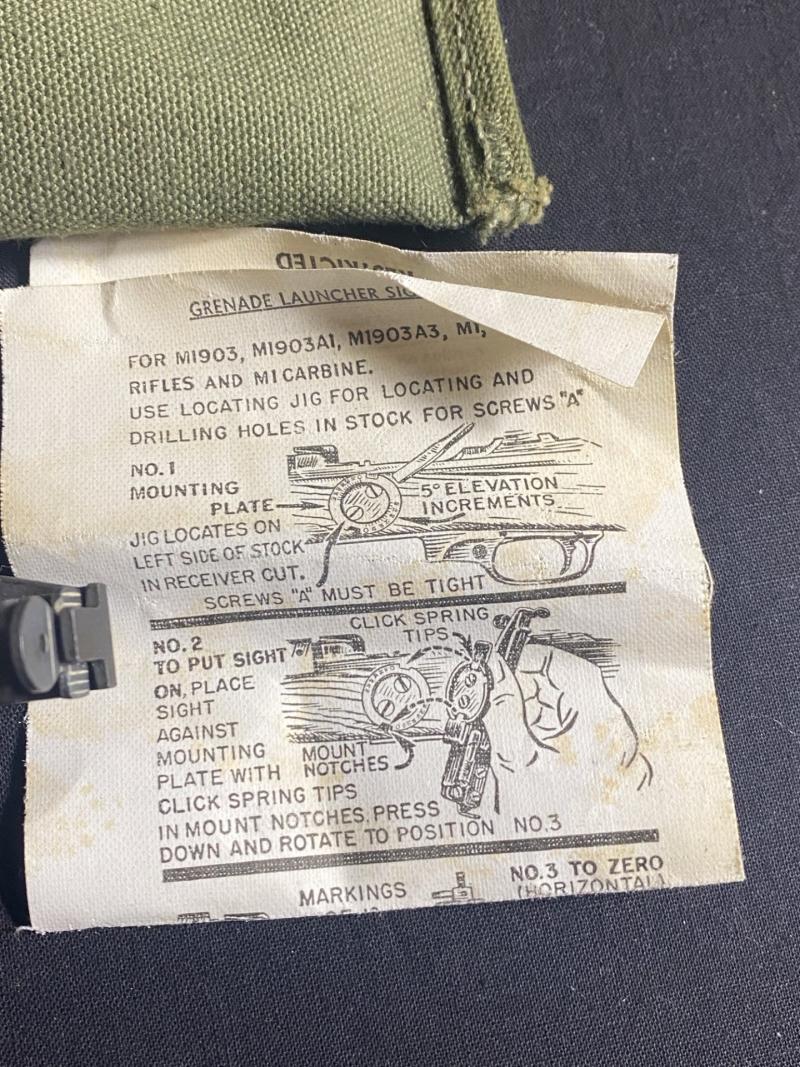 GRENADE LAUNCHER
FOR M1903, M1903A1, M1903A3, M1,
RIFLES AND M1 CARBINE.
USE LOCATING JIG FOR LOCATING AND
DRILLING HOLES IN STOCK FOR SCREWS "A"
NO. 1
MOUNTING
PLATE
JIG LOCATES ON
LEFT SIDE OF STOCK
IN RECEIVER CUT.
5° ELEVATION
INCREMENTS
SCREWS "A" MUST BE TIGHT
NO. 2
TO PUT SIGHT
ON, PLACE
SIGHT
AGAINST
MOUNTING
PLATE WITH
CLICK SPRING TIPS
IN MOUNT NOTCHES, PRESS
DOWN AND ROTATE TO POSITION NO.3
CLICK SPRING
TIPS
MOUNT
NOTCHES
MARKINGS
NO.3 TO ZERO
(HORIZONTAL)